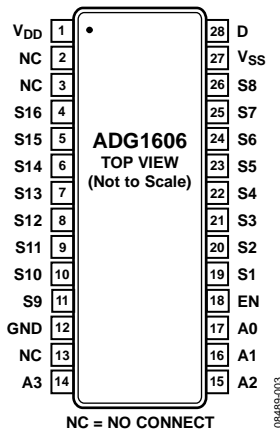 VDD 1 28 D
NC 2 27 VSS
NC 3 26 S8
S16 4 25 S7
S15 5 24 S6
S14 6 23 S5
S13 7 22 S4
S12 8 21 S3
S11 9 20 S2
S10 10 19 S1
S9 11 18 EN
GND 12 17 A0
NC 13 16 A1
A3 14 15 A2
ADG1606
TOP VIEW
(Not to Scale)
NC = NO CONNECT
08489-003